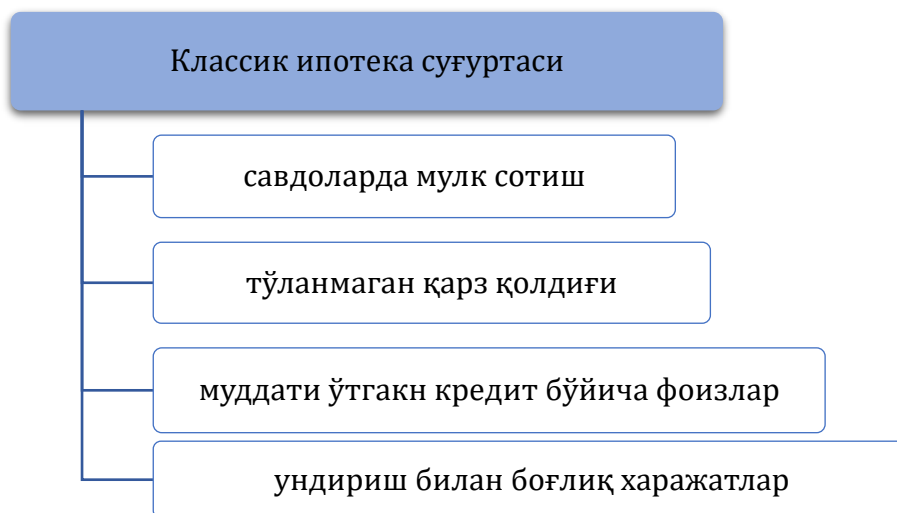 Классик ипотека суғуртаси
савдоларда мулк сотиш
тўланмаган қарз қолдиғи
муддати ўтгакн кредит бўйича фоизлар
ундириш билан боғлиқ харажатлар